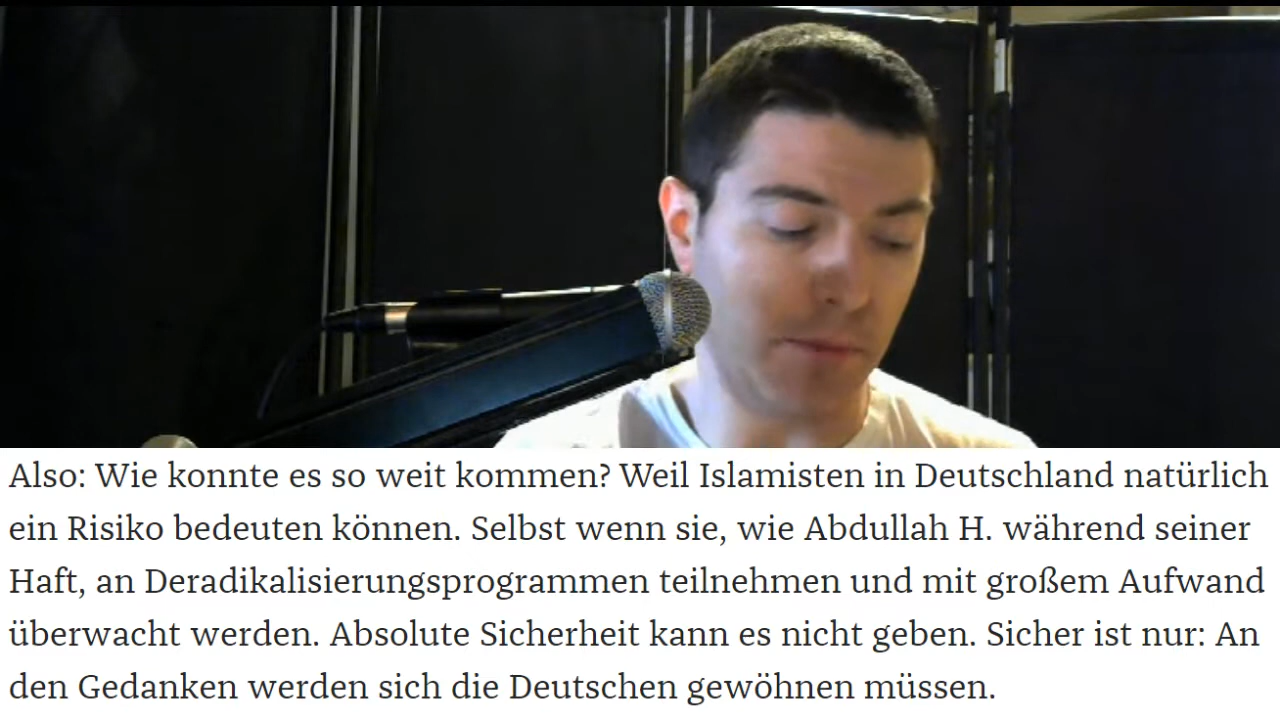 Also: Wie konnte es so weit kommen? Weil Islamisten in Deutschland natürlich
ein Risiko bedeuten können. Selbst wenn sie, wie Abdullah H. während seiner
Haft, an Deradikalisierungsprogrammen teilnehmen und mit großem Aufwand
überwacht werden. Absolute Sicherheit kann es nicht geben. Sicher ist nur: An
den Gedanken werden sich die Deutschen gewöhnen müssen.